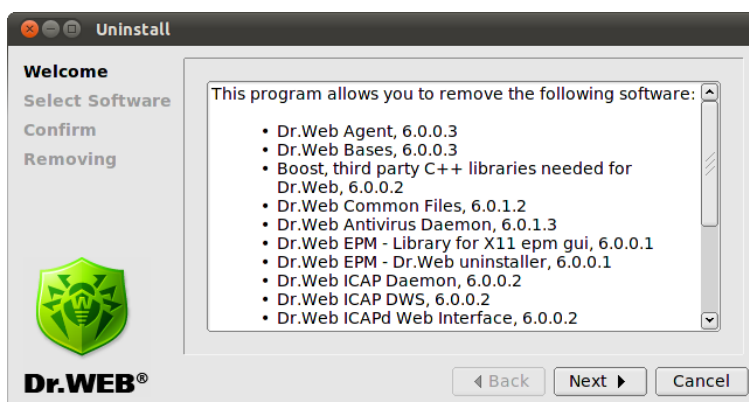 Uninstall
Welcome
Select Software
Confirm
Removing
This program allows you to remove the following software:
• Dr.Web Agent, 6.0.0.3
• Dr.Web Bases, 6.0.0.3
• Boost, third party C++ libraries needed for
Dr.Web, 6.0.0.2
• Dr.Web Common Files, 6.0.1.2
• Dr.Web Antivirus Daemon, 6.0.1.3
• Dr.Web EPM - Library for X11 epm gui, 6.0.0.1
• Dr.Web EPM - Dr.Web uninstaller, 6.0.0.1
• Dr.Web ICAP Daemon, 6.0.0.2
• Dr.Web ICAP DWS, 6.0.0.2
• Dr.Web ICAPd Web Interface, 6.0.0.2
Dr.WEB®
Back
Next
Cancel